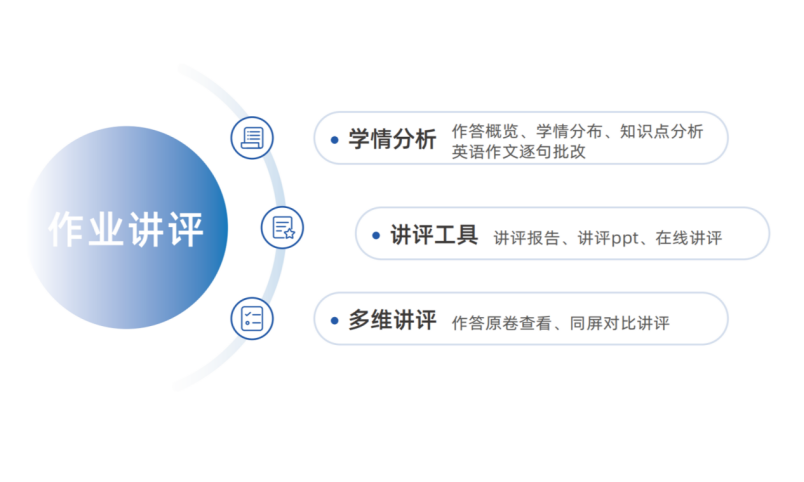 作业讲评
学情分析
作答概览、学情分布、知识点分析
英语作文逐句批改
讲评工具
讲评报告、讲评ppt、在线讲评
多维讲评
作答原卷查看、同屏对比讲评